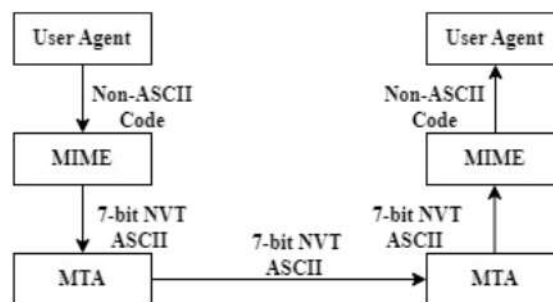 User Agent
User Agent
Non-ASCII
Code
Non-ASCII
Code
MIME
MIME
7-bit NVT
ASCII
7-bit NVT
ASCII
7-bit NVT
ASCII
MTA
MTA